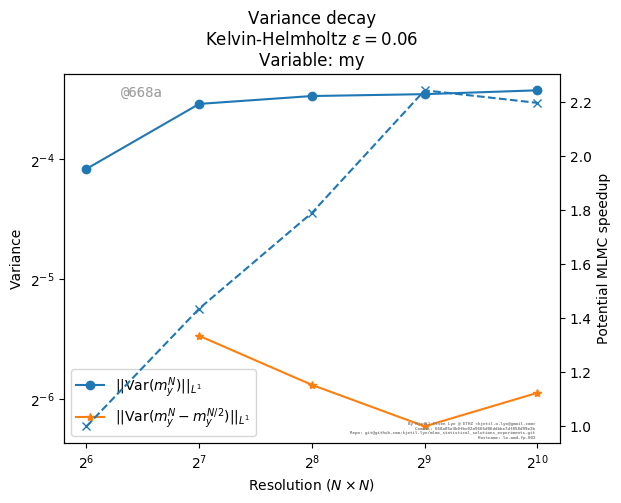 Variance decay
Kelvin-Helmholtz ε = 0.06
Variable: my
@668a
Variance
2^−4
2^−5
2^−6
2.2
2.0
1.8
1.6
1.4
1.2
1.0
Potential MLMC speedup
||Var(m_y^N)||_{L^1}
||Var(m_y^N − m_y^{N/2})||_{L^1}
2^6
2^7
2^8
2^9
2^10
Resolution (N × N)